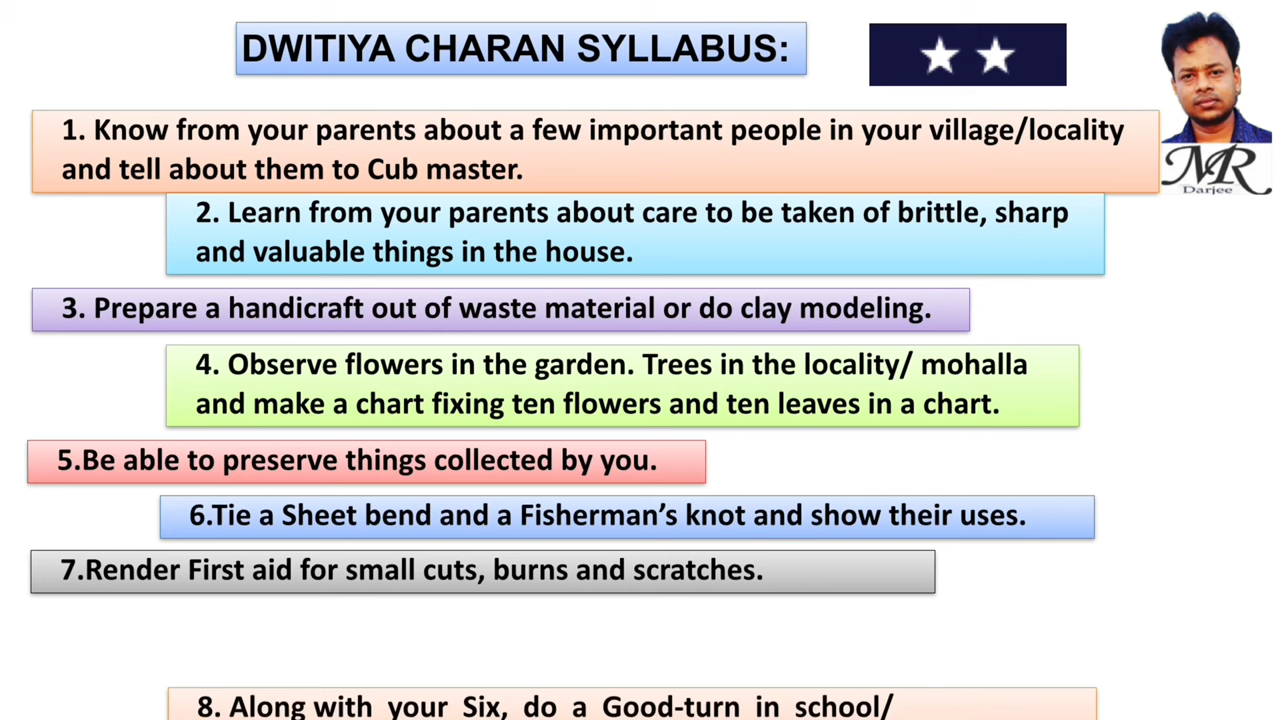 DWITIYA CHARAN SYLLABUS:
1. Know from your parents about a few important people in your village/locality
and tell about them to Cub master.
MR
Darjee
2. Learn from your parents about care to be taken of brittle, sharp
and valuable things in the house.
3. Prepare a handicraft out of waste material or do clay modeling.
4. Observe flowers in the garden. Trees in the locality/ mohalla
and make a chart fixing ten flowers and ten leaves in a chart.
5.Be able to preserve things collected by you.
6.Tie a Sheet bend and a Fisherman’s knot and show their uses.
7.Render First aid for small cuts, burns and scratches.
8. Along with your Six, do a Good-turn in school/